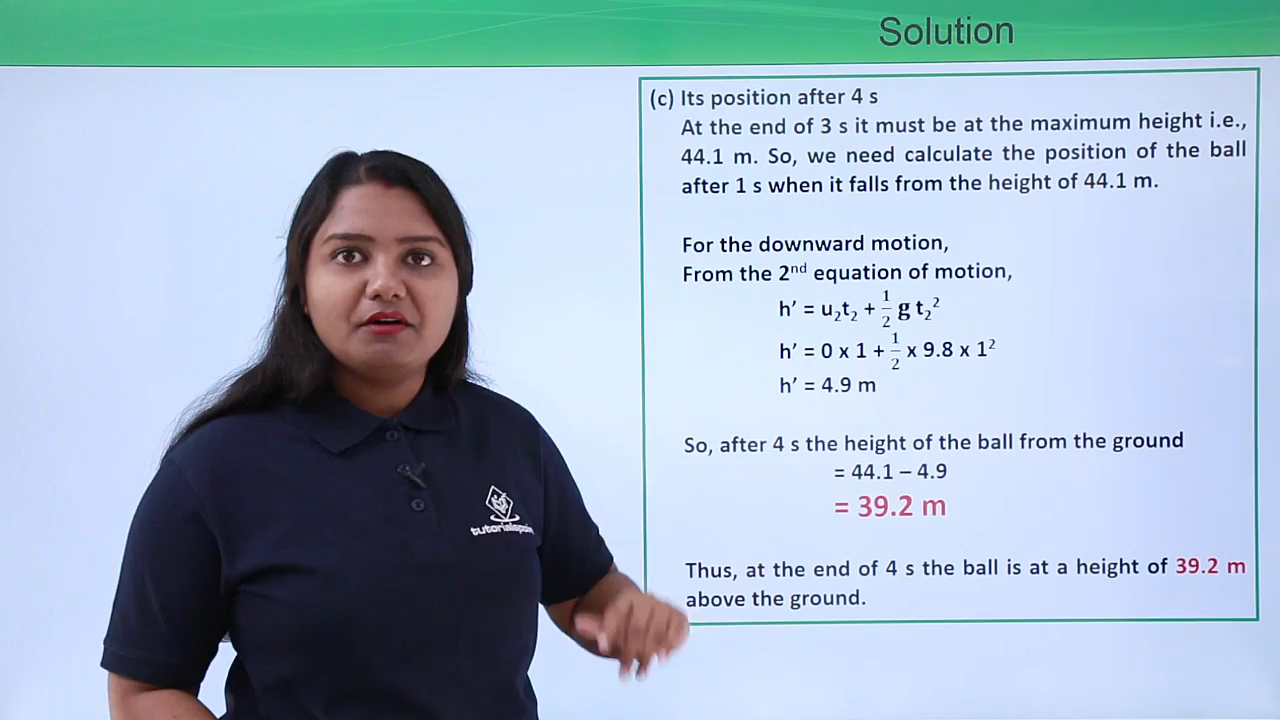 Solution
(c) Its position after 4 s
At the end of 3 s it must be at the maximum height i.e.,
44.1 m. So, we need calculate the position of the ball
after 1 s when it falls from the height of 44.1 m.
For the downward motion,
From the 2nd equation of motion,
h’ = u₂t₂ + 1/2 g t₂²
h’ = 0 x 1 + 1/2 x 9.8 x 1²
h’ = 4.9 m
So, after 4 s the height of the ball from the ground
= 44.1 – 4.9
= 39.2 m
Thus, at the end of 4 s the ball is at a height of 39.2 m
above the ground.
tutorialspoint